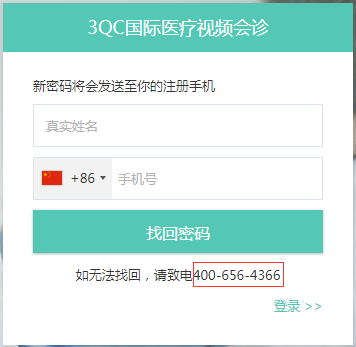 3QC国际医疗视频会诊
新密码将会发送至你的注册手机
真实姓名
+86 手机号
找回密码
如无法找回，请致电400-656-4366
登录 >>